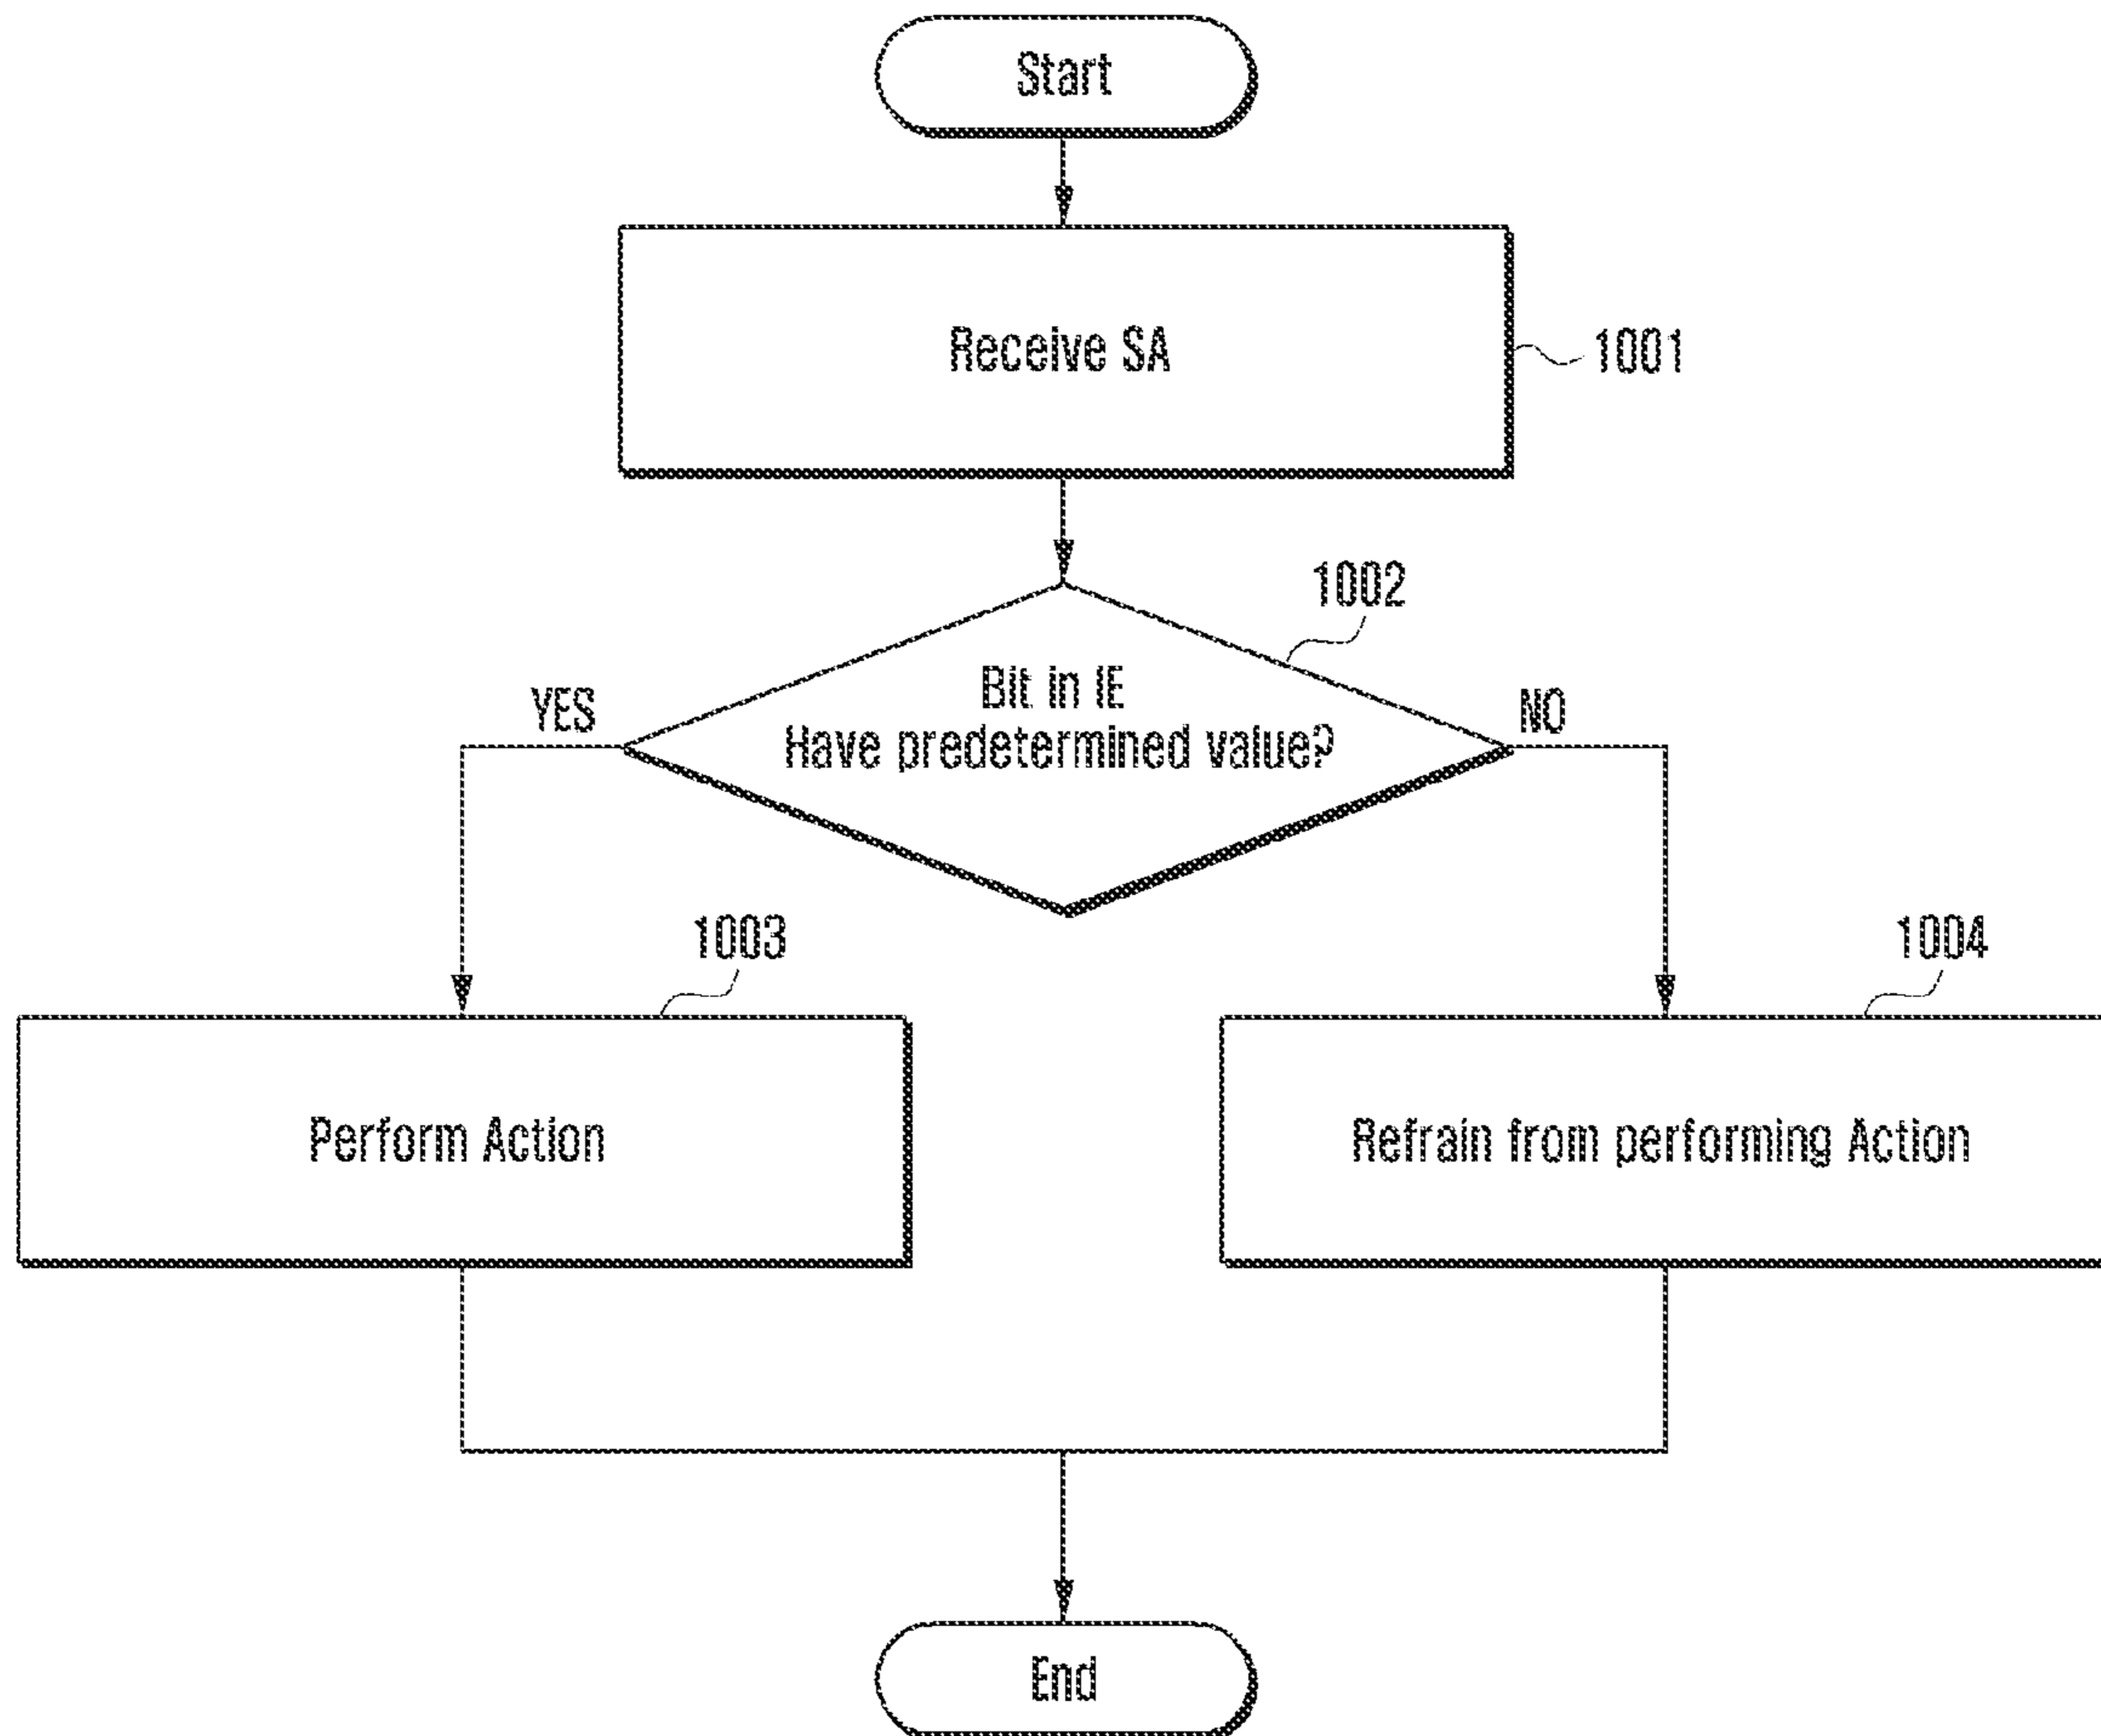 Start
Receive SA
1001
1002
Bit in IE
YES
NO
Have predetermined value?
1003
1004
Perform Action
Refrain from performing Action
End